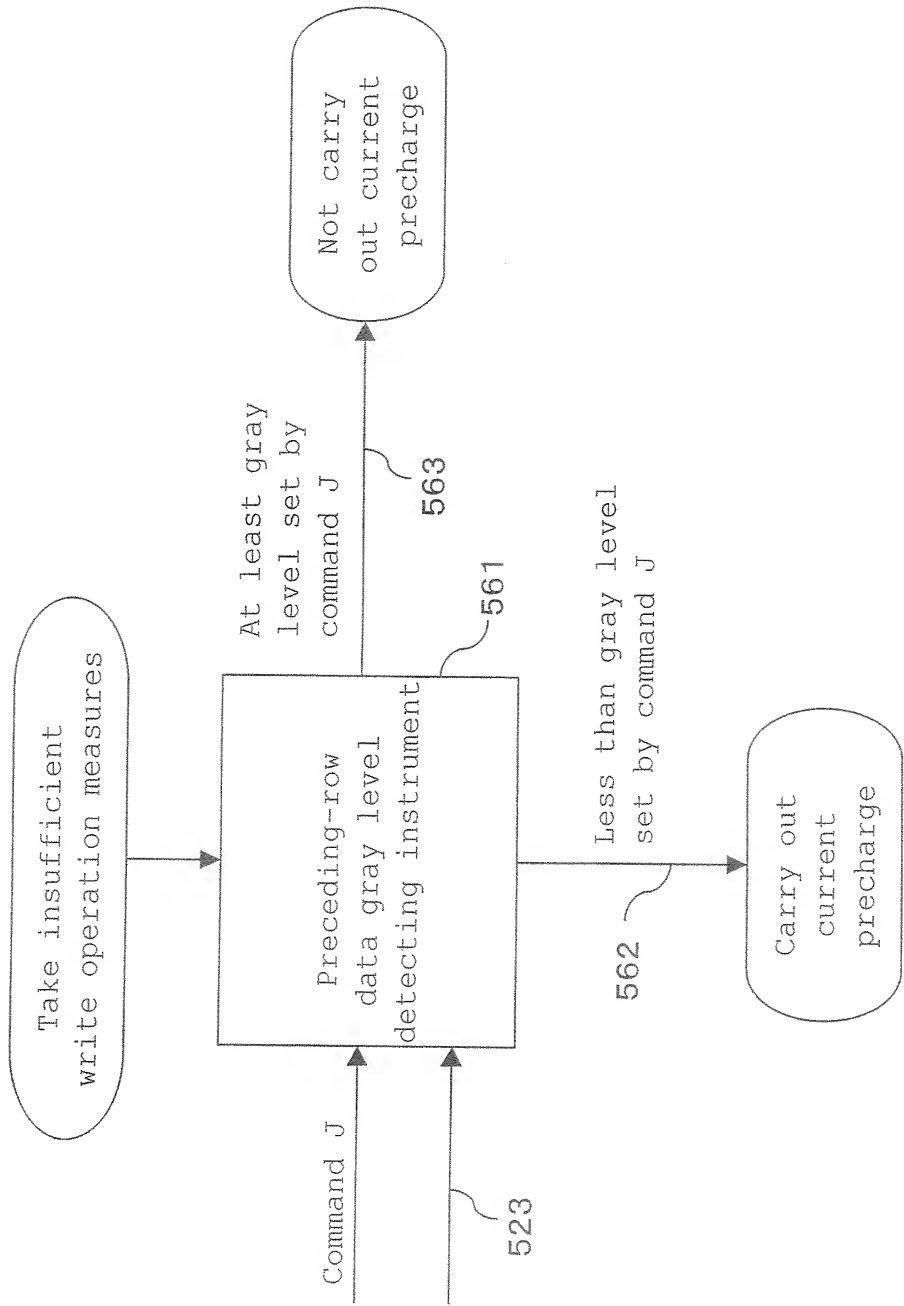 Take insufficient
write operation measures
Command J
523
Preceding-row
data gray level
detecting instrument
561
At least gray
level set by
command J
563
Not carry
out current
precharge
Less than gray level
set by command J
562
Carry out
current
precharge